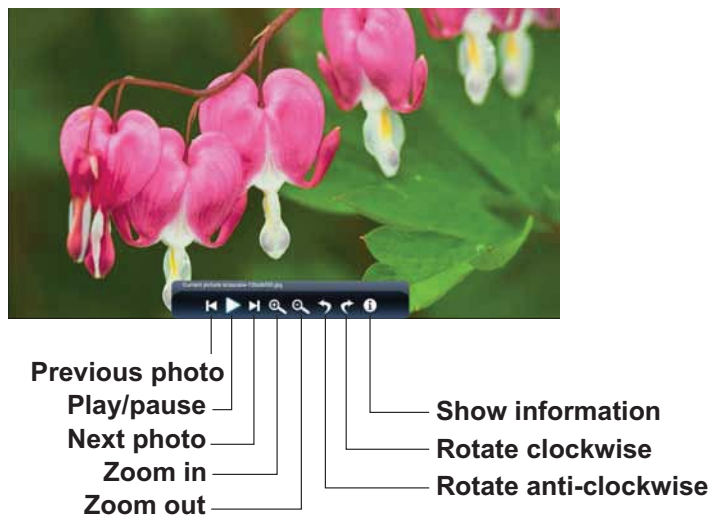 Previous photo
Play/pause
Next photo
Zoom in
Zoom out
Show information
Rotate clockwise
Rotate anti-clockwise